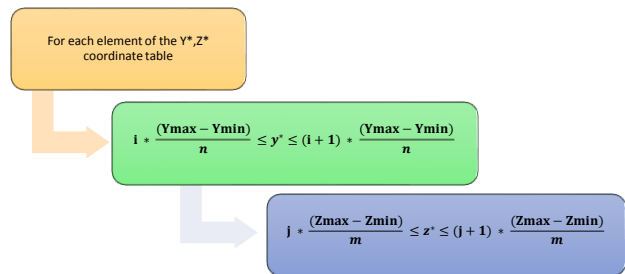 For each element of the Y*,Z*
coordinate table
i * (Ymax − Ymin)/n ≤ y* ≤ (i + 1) * (Ymax − Ymin)/n
j * (Zmax − Zmin)/m ≤ z* ≤ (j + 1) * (Zmax − Zmin)/m